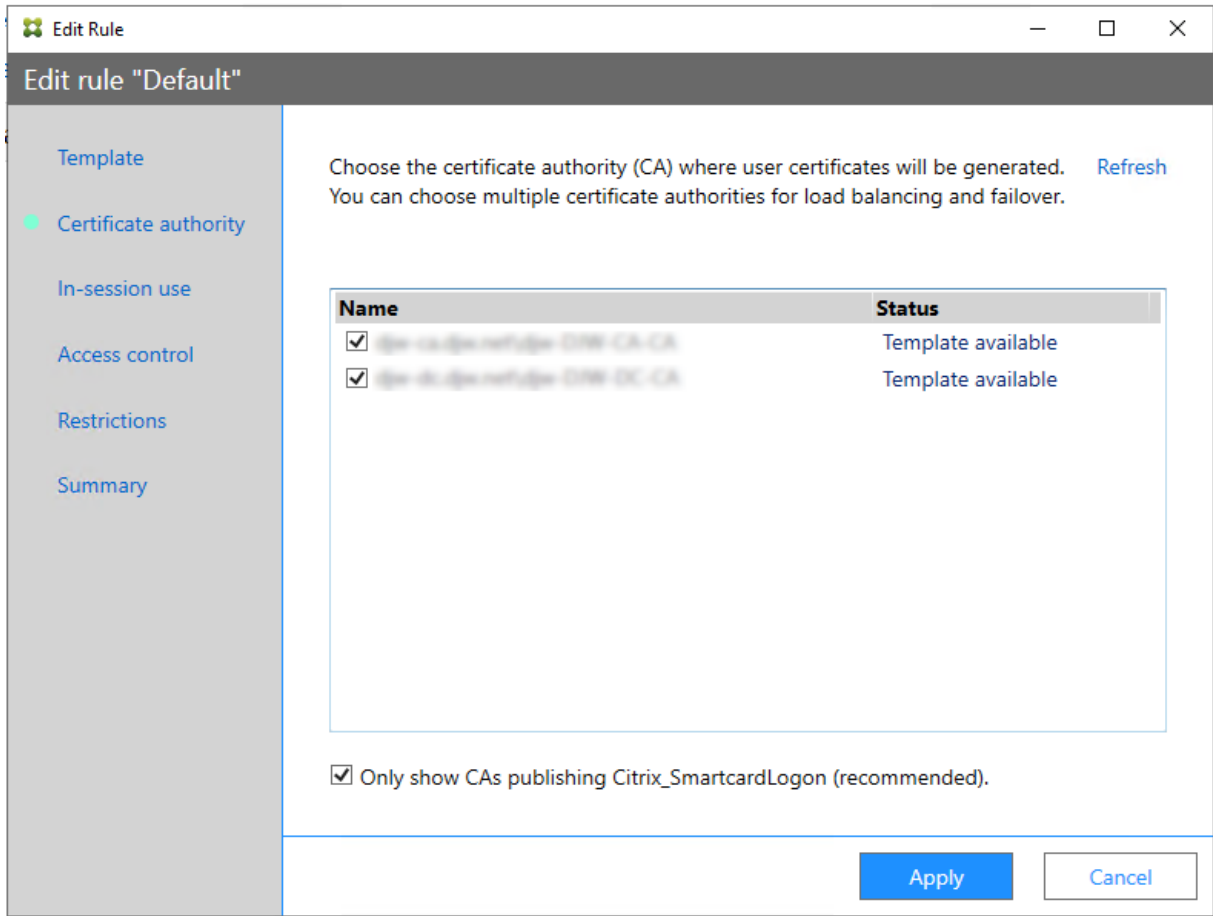 Edit Rule
Edit rule "Default"
Template
Certificate authority
In-session use
Access control
Restrictions
Summary
Choose the certificate authority (CA) where user certificates will be generated.
You can choose multiple certificate authorities for load balancing and failover.
Refresh
Name Status
Template available
Template available
Only show CAs publishing Citrix_SmartcardLogon (recommended).
Apply Cancel